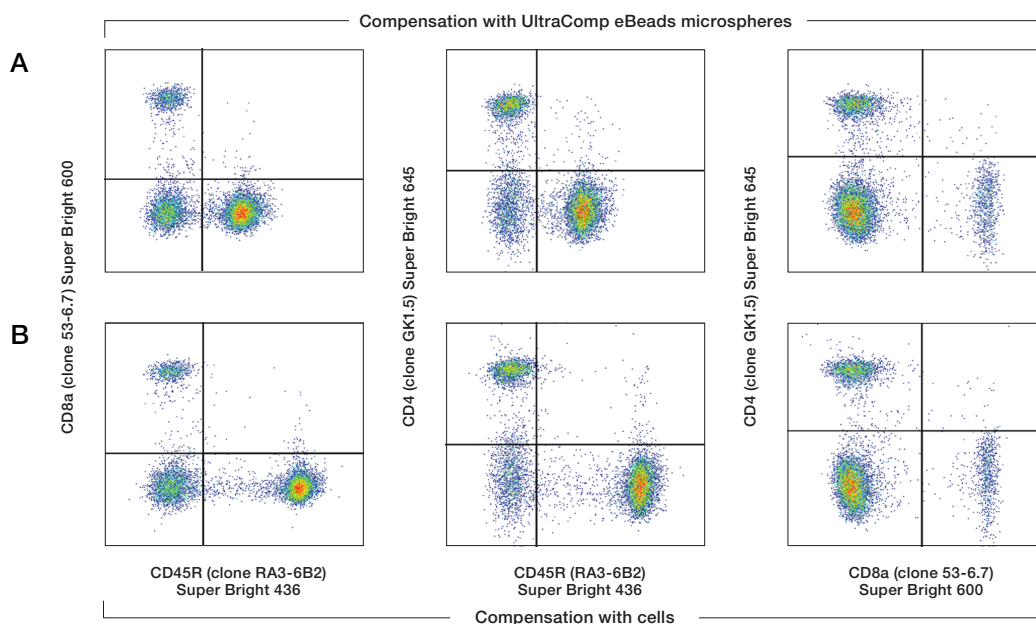 Compensation with UltraComp eBeads microspheres
A
CD8a (clone 53-6.7) Super Bright 600
CD4 (clone GK1.5) Super Bright 645
CD4 (clone GK1.5) Super Bright 645
B
CD45R (clone RA3-6B2)
Super Bright 436
CD45R (RA3-6B2)
Super Bright 436
CD8a (clone 53-6.7)
Super Bright 600
Compensation with cells